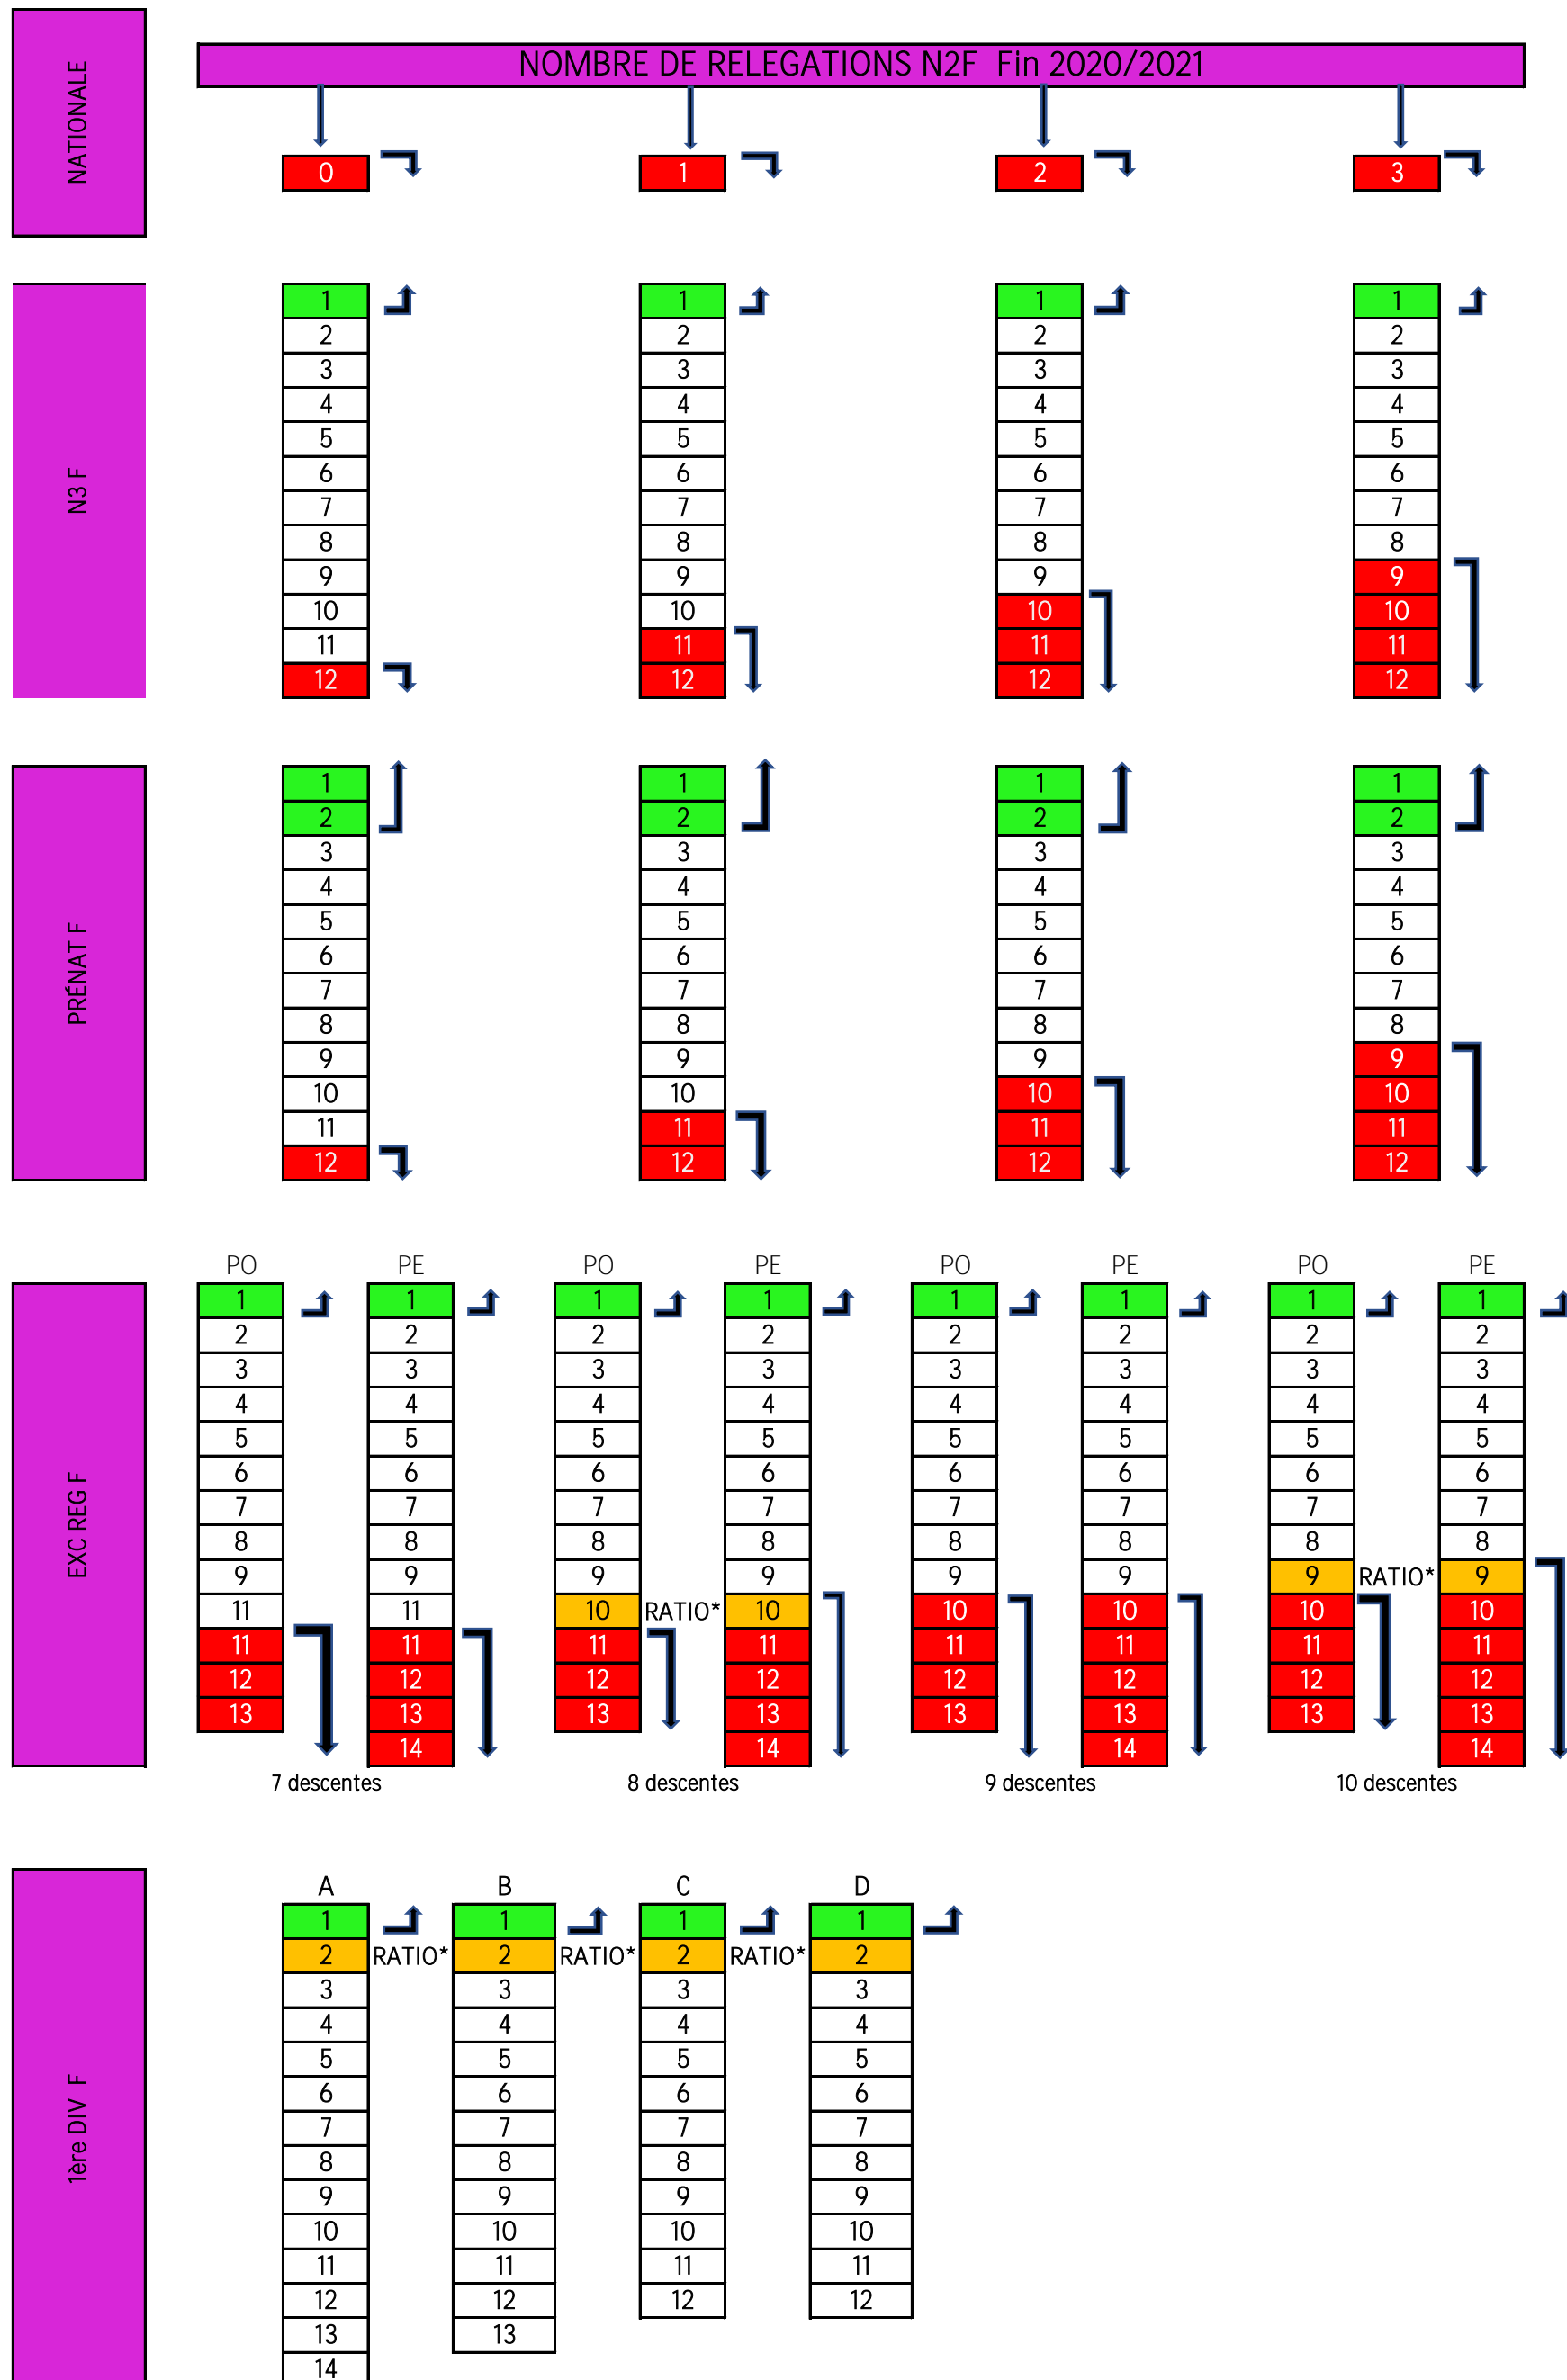 NATIONALE
NOMBRE DE RELEGATIONS N2F Fin 2020/2021
0 1 2 3
N3 F
1 1 1 1
2 2 2 2
3 3 3 3
4 4 4 4
5 5 5 5
6 6 6 6
7 7 7 7
8 8 8 8
9 9 9 9
10 10 10 10
11 11 11 11
12 12 12 12
PRÉNAT F
1 1 1 1
2 2 2 2
3 3 3 3
4 4 4 4
5 5 5 5
6 6 6 6
7 7 7 7
8 8 8 8
9 9 9 9
10 10 10 10
11 11 11 11
12 12 12 12
EXC REG F
PO PE PO PE PO PE PO PE
1 1 1 1 1 1 1 1
2 2 2 2 2 2 2 2
3 3 3 3 3 3 3 3
4 4 4 4 4 4 4 4
5 5 5 5 5 5 5 5
6 6 6 6 6 6 6 6
7 7 7 7 7 7 7 7
8 8 8 8 8 8 8 8
9 9 9 9 9 9 9 RATIO* 9
11 11 10 RATIO* 10 10 10 10 10
11 11 11 11 11 11 11 11
12 12 12 12 12 12 12 12
13 13 13 13 13 13 13 13
14 14 14 14
7 descentes 8 descentes 9 descentes 10 descentes
1ère DIV F
A B C D
1 1 1 1
2 RATIO* 2 RATIO* 2 RATIO* 2
3 3 3 3
4 4 4 4
5 5 5 5
6 6 6 6
7 7 7 7
8 8 8 8
9 9 9 9
10 10 10 10
11 11 11 11
12 12 12 12
13 13
14